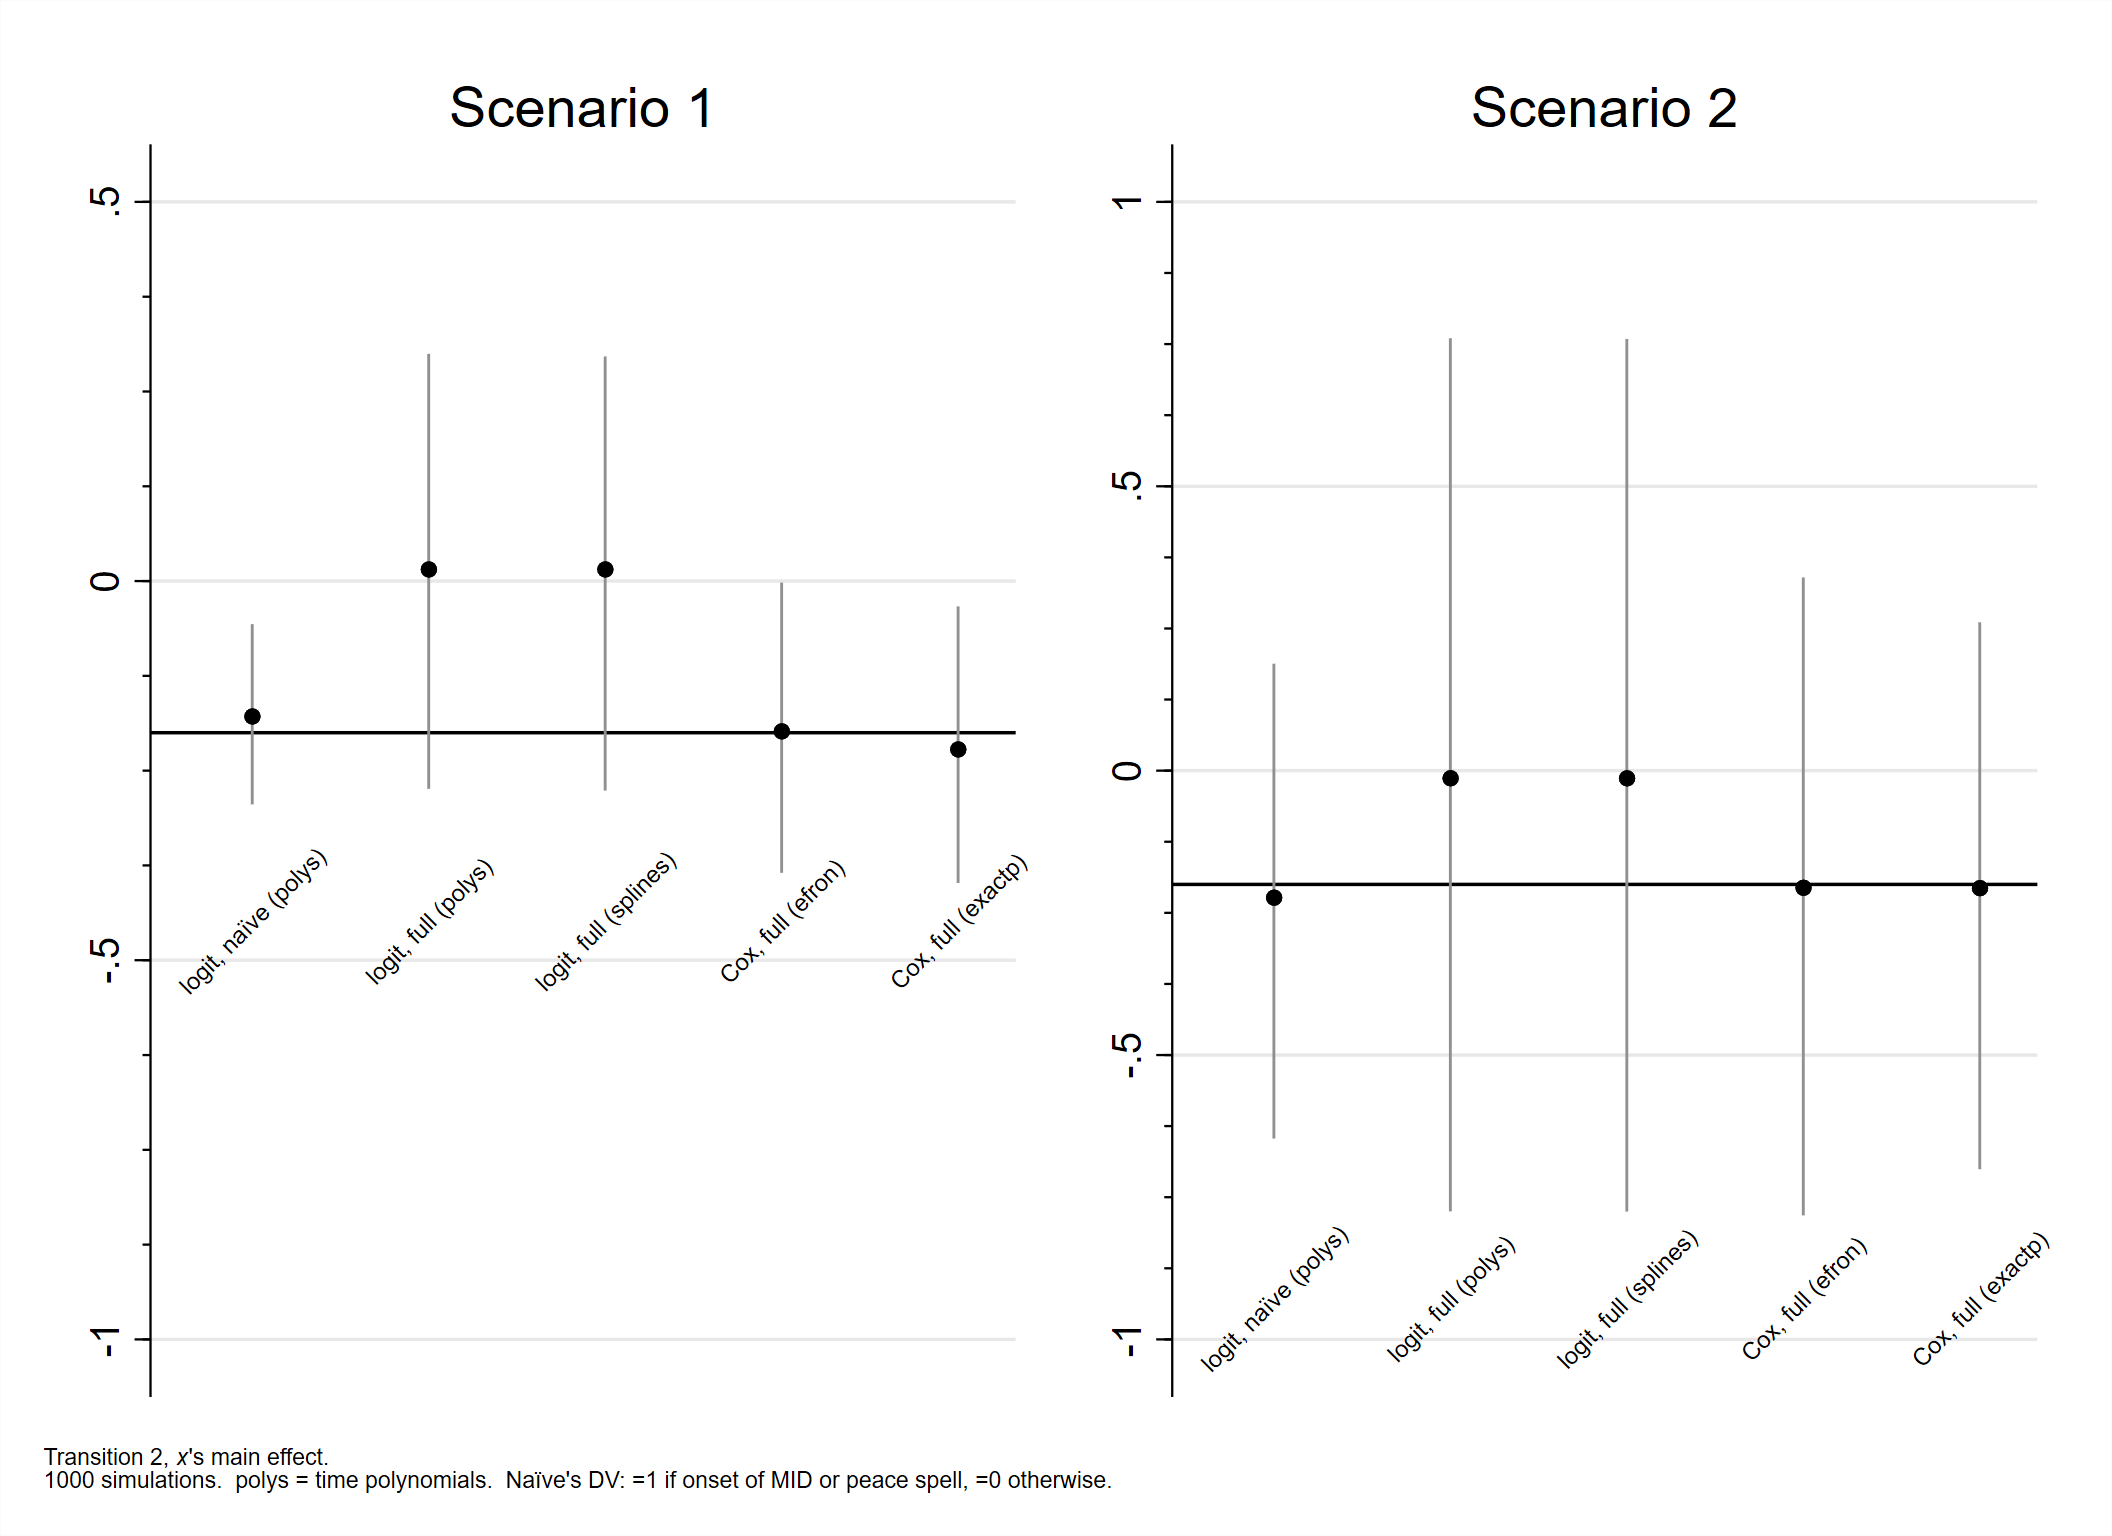 Scenario 1
.5
0
-.5
-1
logit, naïve (polys)
logit, full (polys)
logit, full (splines)
Cox, full (efron)
Cox, full (exactp)
Scenario 2
1
.5
0
-.5
-1
logit, naïve (polys)
logit, full (polys)
logit, full (splines)
Cox, full (efron)
Cox, full (exactp)
Transition 2, x's main effect.
1000 simulations.  polys = time polynomials.  Naïve's DV: =1 if onset of MID or peace spell, =0 otherwise.